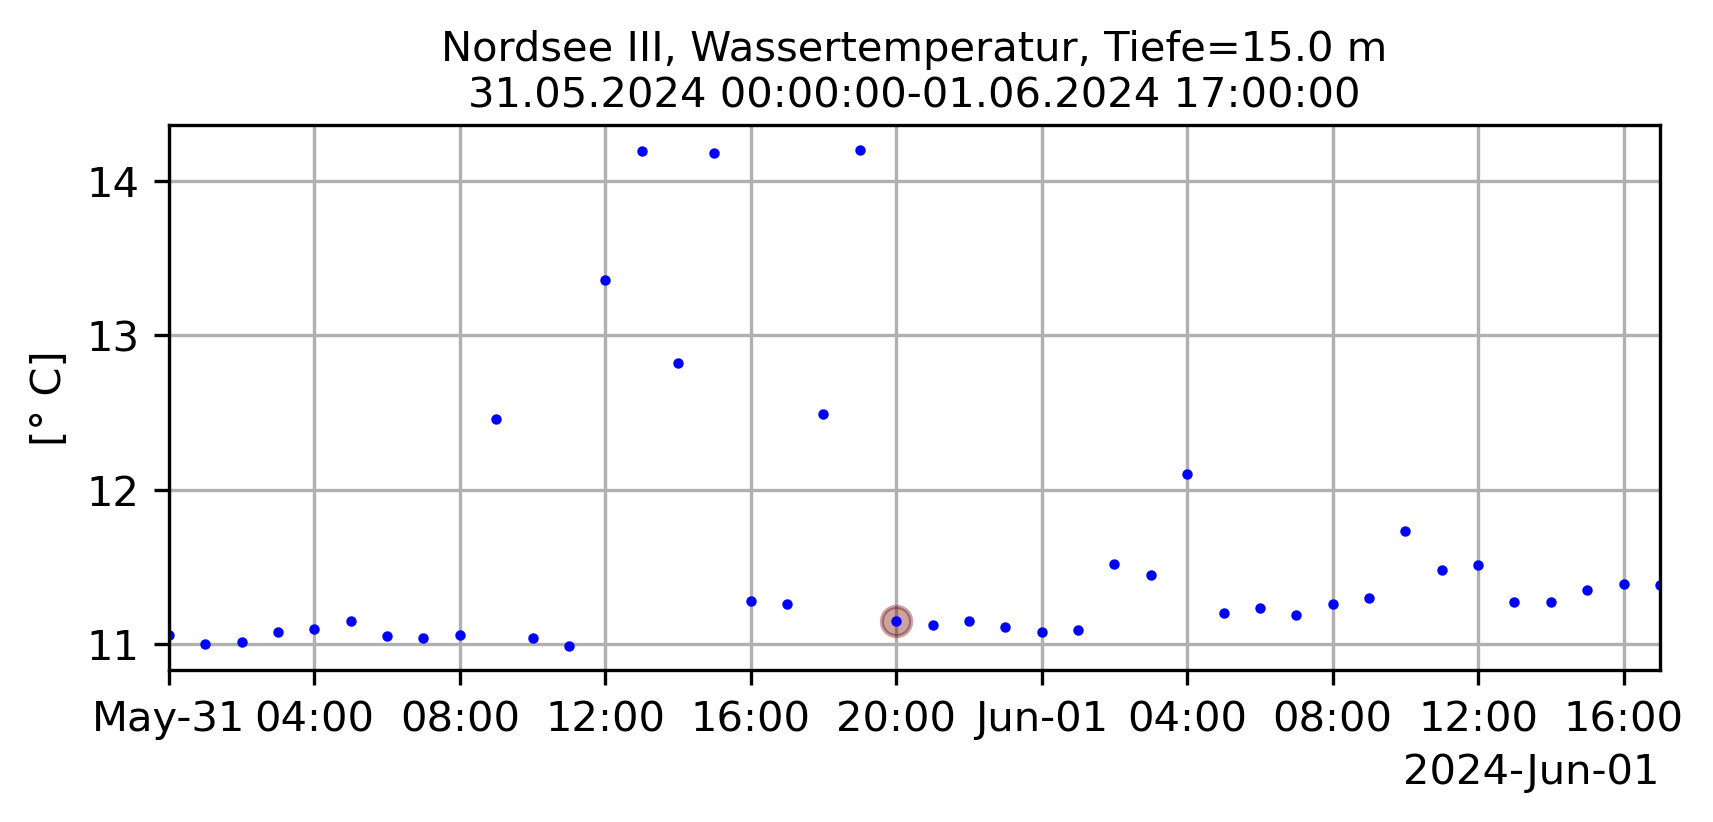 Nordsee III, Wassertemperatur, Tiefe=15.0 m
31.05.2024 00:00:00-01.06.2024 17:00:00
[° C]
14
13
12
11
May-31 04:00 08:00 12:00 16:00 20:00 Jun-01 04:00 08:00 12:00 16:00
2024-Jun-01